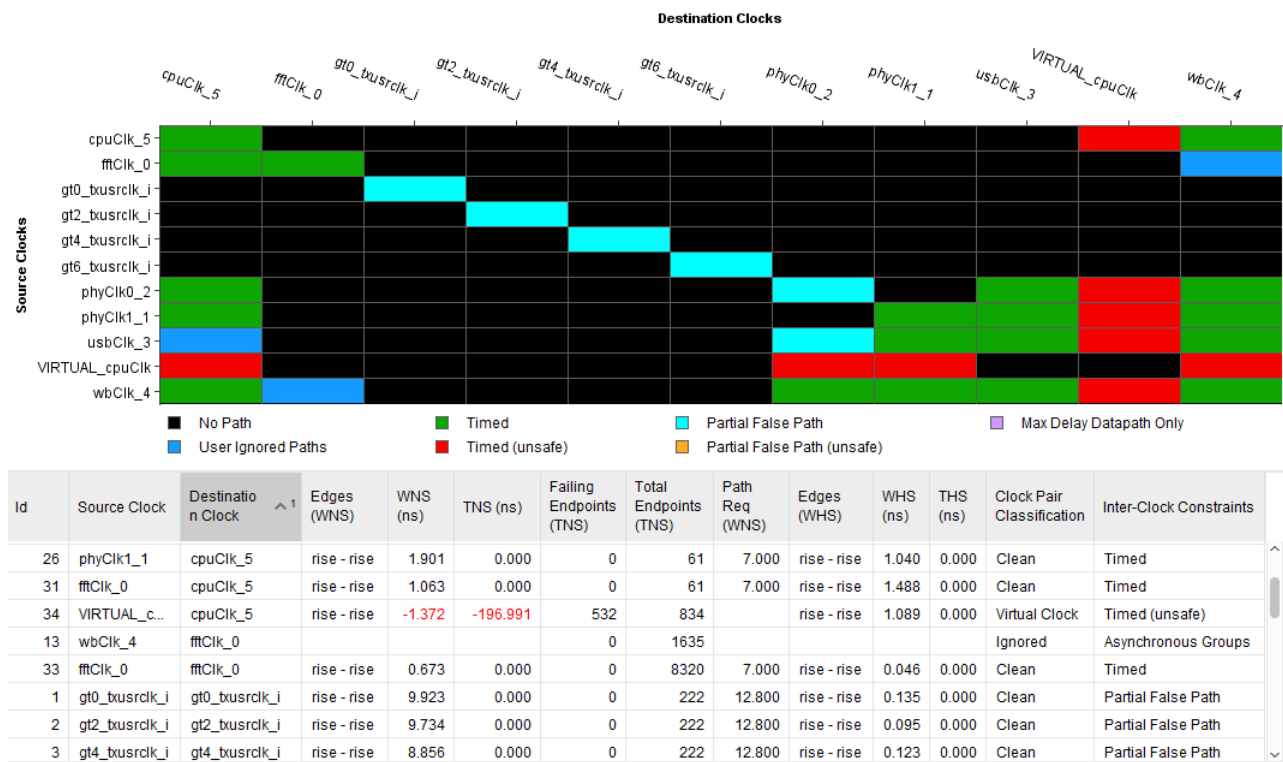 Destination Clocks
cpuClk_5 fftClk_0 gt0_txusrclk_i gt2_txusrclk_i gt4_txusrclk_i gt6_txusrclk_i phyClk0_2 phyClk1_1 usbClk_3 VIRTUAL_cpuClk wbClk_4
Source Clocks
cpuClk_5
fftClk_0
gt0_txusrclk_i
gt2_txusrclk_i
gt4_txusrclk_i
gt6_txusrclk_i
phyClk0_2
phyClk1_1
usbClk_3
VIRTUAL_cpuClk
wbClk_4
No Path Timed Partial False Path Max Delay Datapath Only
User Ignored Paths Timed (unsafe) Partial False Path (unsafe)
Id Source Clock Destinatio n Clock 1 Edges (WNS) WNS (ns) TNS (ns) Failing Endpoints (TNS) Total Endpoints (TNS) Path Req (WNS) Edges (WHS) WHS (ns) THS (ns) Clock Pair Classification Inter-Clock Constraints
26 phyClk1_1 cpuClk_5 rise - rise 1.901 0.000 0 61 7.000 rise - rise 1.040 0.000 Clean Timed
31 fftClk_0 cpuClk_5 rise - rise 1.063 0.000 0 61 7.000 rise - rise 1.488 0.000 Clean Timed
34 VIRTUAL_c... cpuClk_5 rise - rise -1.372 -196.991 532 834 rise - rise 1.089 0.000 Virtual Clock Timed (unsafe)
13 wbClk_4 fftClk_0 0 1635 Ignored Asynchronous Groups
33 fftClk_0 fftClk_0 rise - rise 0.673 0.000 0 8320 7.000 rise - rise 0.046 0.000 Clean Timed
1 gt0_txusrclk_i gt0_txusrclk_i rise - rise 9.923 0.000 0 222 12.800 rise - rise 0.135 0.000 Clean Partial False Path
2 gt2_txusrclk_i gt2_txusrclk_i rise - rise 9.734 0.000 0 222 12.800 rise - rise 0.095 0.000 Clean Partial False Path
3 gt4_txusrclk_i gt4_txusrclk_i rise - rise 8.856 0.000 0 222 12.800 rise - rise 0.123 0.000 Clean Partial False Path